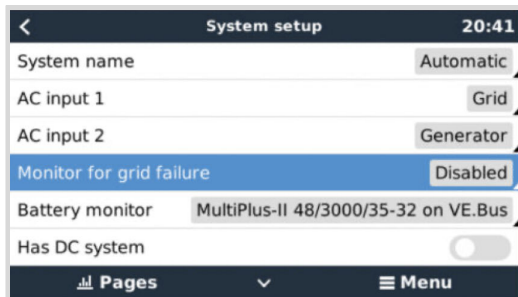 System setup 20:41
System name Automatic
AC input 1 Grid
AC input 2 Generator
Monitor for grid failure Disabled
Battery monitor MultiPlus-II 48/3000/35-32 on VE.Bus
Has DC system
Pages Menu